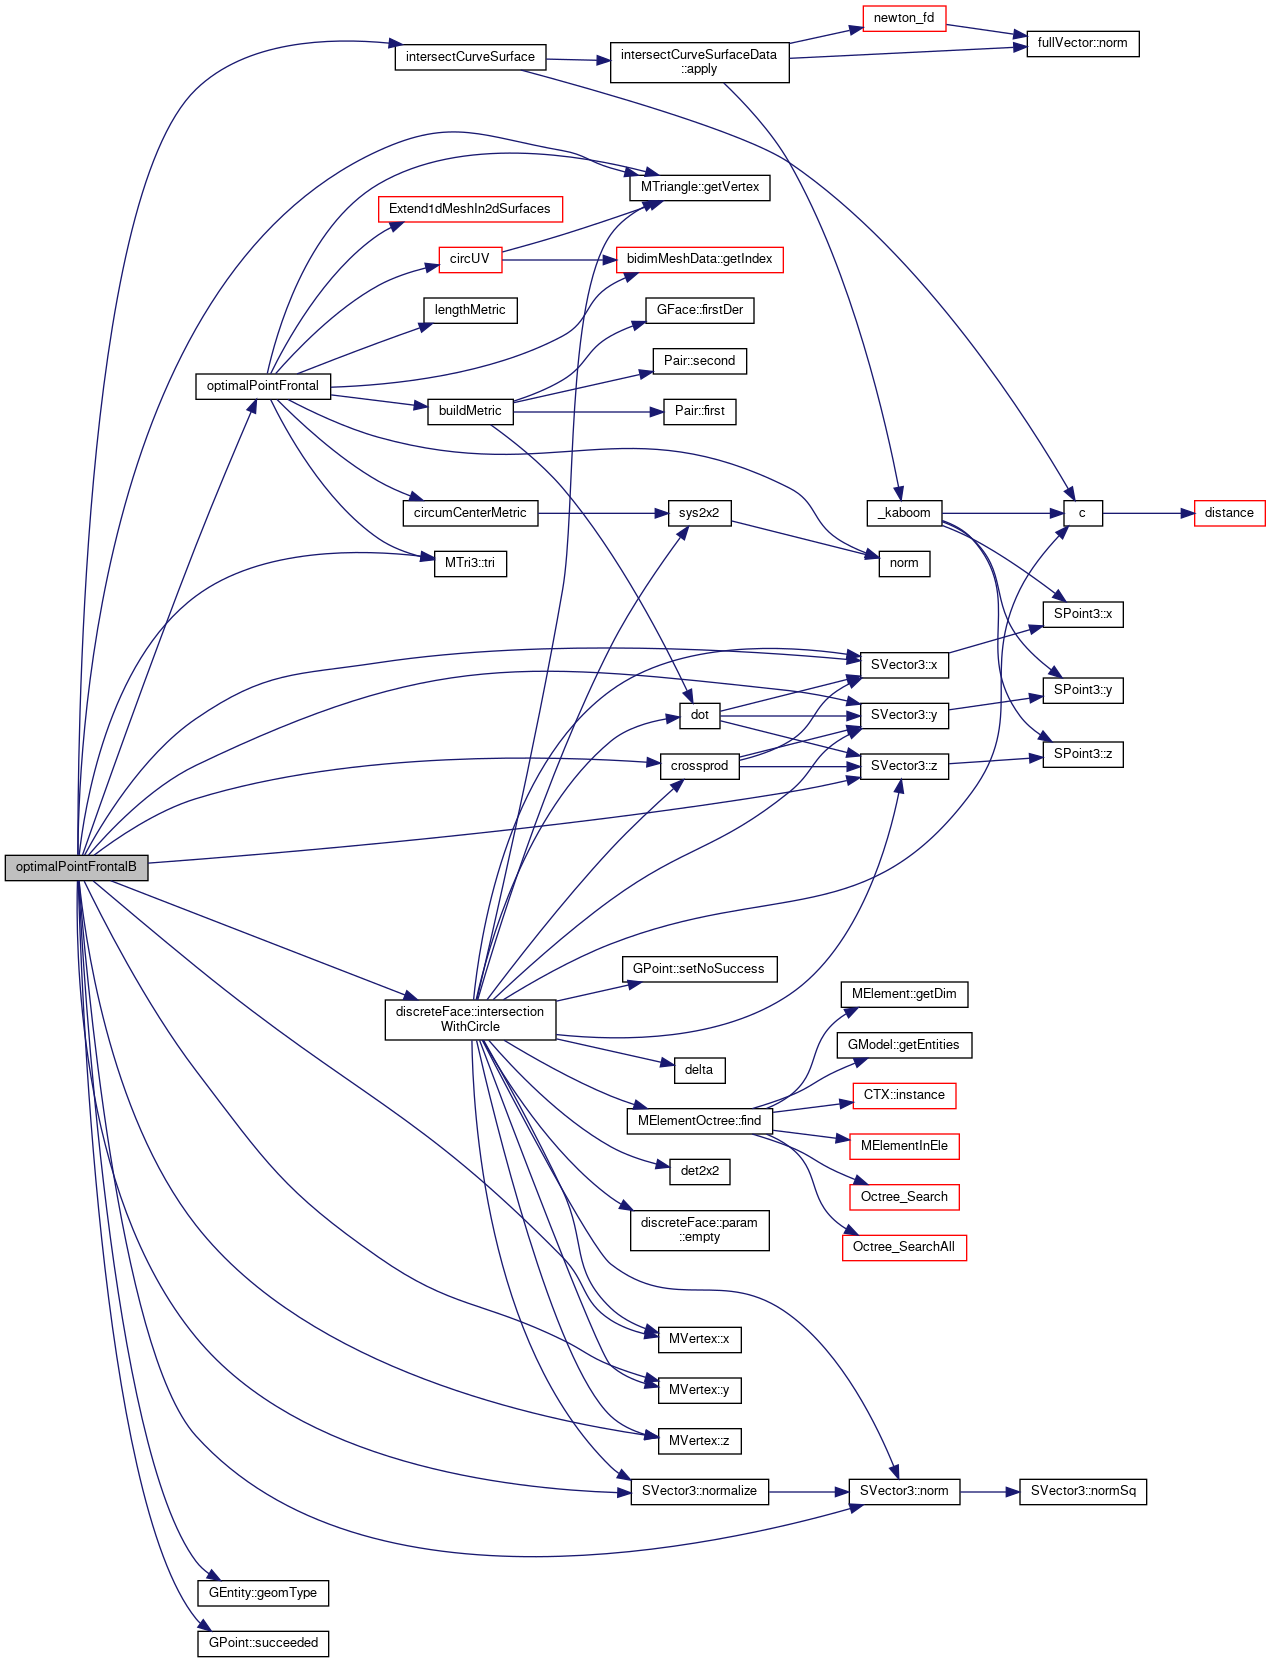 newton_fd
fullVector::norm
intersectCurveSurface
intersectCurveSurfaceData
::apply
MTriangle::getVertex
Extend1dMeshIn2dSurfaces
circUV
bidimMeshData::getIndex
lengthMetric
GFace::firstDer
Pair::second
optimalPointFrontal
buildMetric
Pair::first
circumCenterMetric
sys2x2
_kaboom
c
distance
MTri3::tri
norm
SPoint3::x
SVector3::x
SPoint3::y
dot
SVector3::y
SPoint3::z
crossprod
SVector3::z
optimalPointFrontalB
GPoint::setNoSuccess
discreteFace::intersection
WithCircle
MElement::getDim
GModel::getEntities
delta
CTX::instance
MElementOctree::find
MElementInEle
det2x2
Octree_Search
discreteFace::param
::empty
Octree_SearchAll
MVertex::x
MVertex::y
MVertex::z
SVector3::normalize
SVector3::norm
SVector3::normSq
GEntity::geomType
GPoint::succeeded